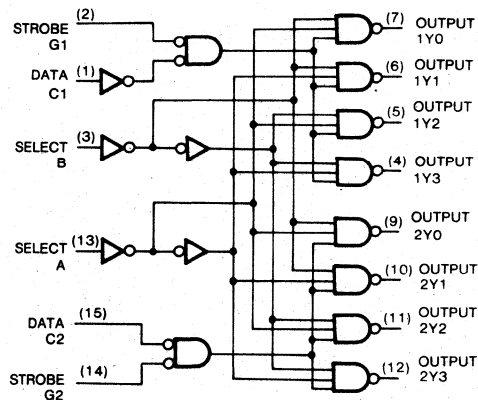 (2)
STROBE
G1
(1)
DATA
C1
(3)
SELECT
B
(13)
SELECT
A
(15)
DATA
C2
(14)
STROBE
G2
(7) OUTPUT
1Y0
(6) OUTPUT
1Y1
(5) OUTPUT
1Y2
(4) OUTPUT
1Y3
(9) OUTPUT
2Y0
(10) OUTPUT
2Y1
(11) OUTPUT
2Y2
(12) OUTPUT
2Y3